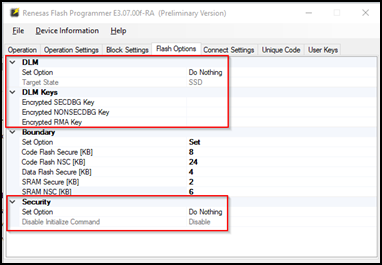 Renesas Flash Programmer E3.07.00f-RA (Preliminary Version)
File Device Information Help
Operation Operation Settings Block Settings Flash Options Connect Settings Unique Code User Keys
DLM
Set Option Do Nothing
Target State SSD
DLM Keys
Encrypted SECDBG Key
Encrypted NONSECDBG Key
Encrypted RMA Key
Boundary
Set Option Set
Code Flash Secure [KB] 8
Code Flash NSC [KB] 24
Data Flash Secure [KB] 4
SRAM Secure [KB] 2
SRAM NSC [KB] 6
Security
Set Option Do Nothing
Disable Initialize Command Disable